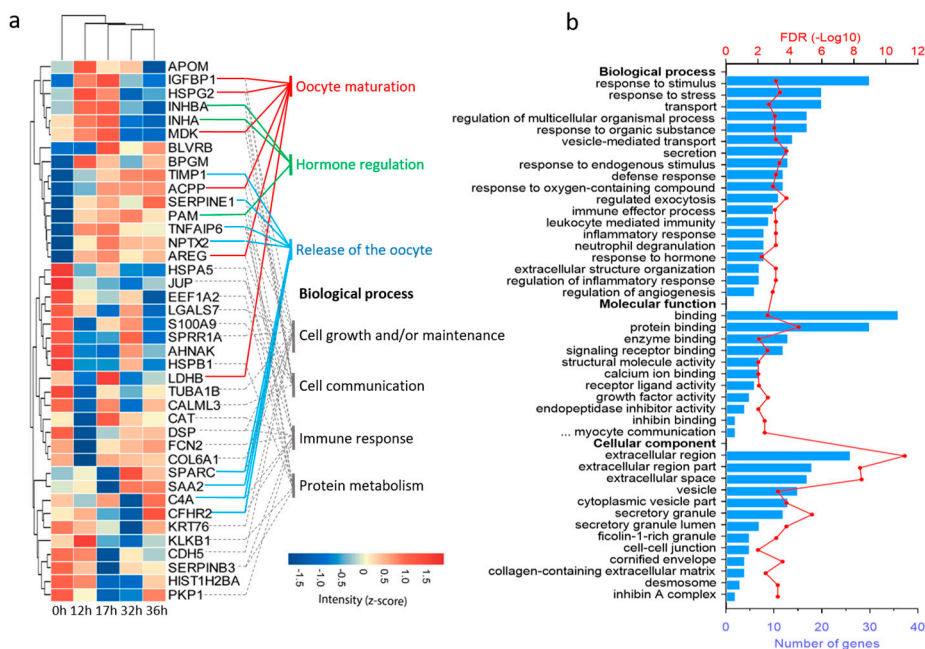 a
APOM
IGFBP1
HSPG2
INHBA
INHA
MDK
BLVRB
BPGM
TIMP1
ACPP
SERPINE1
PAM
TNFAIP6
NPTX2
AREG
HSPA5
JUP
EEF1A2
LGALS7
S100A9
SPRR1A
AHNAK
HSPB1
LDHB
TUBA1B
CALML3
CAT
DSP
FCN2
COL6A1
SPARC
SAA2
C4A
CFHR2
KRT76
KLKB1
CDH5
SERPINB3
HIST1H2BA
PKP1
0h 12h 17h 32h 36h
Oocyte maturation
Hormone regulation
Release of the oocyte
Biological process
Cell growth and/or maintenance
Cell communication
Immune response
Protein metabolism
-1.5 -1.0 -0.5 0.0 0.5 1.0 1.5
Intensity (z-score)
b
FDR (-Log10)
0 2 4 6 8 10 12
Biological process
response to stimulus
response to stress
transport
regulation of multicellular organismal process
response to organic substance
vesicle-mediated transport
secretion
response to endogenous stimulus
defense response
response to oxygen-containing compound
regulated exocytosis
immune effector process
leukocyte mediated immunity
inflammatory response
neutrophil degranulation
response to hormone
extracellular structure organization
regulation of inflammatory response
regulation of angiogenesis
Molecular function
binding
protein binding
enzyme binding
signaling receptor binding
structural molecule activity
calcium ion binding
receptor ligand activity
growth factor activity
endopeptidase inhibitor activity
inhibin binding
... myocyte communication
Cellular component
extracellular region
extracellular region part
extracellular space
vesicle
cytoplasmic vesicle part
secretory granule
secretory granule lumen
ficolin-1-rich granule
cell-cell junction
cornified envelope
collagen-containing extracellular matrix
desmosome
inhibin A complex
0 10 20 30 40
Number of genes